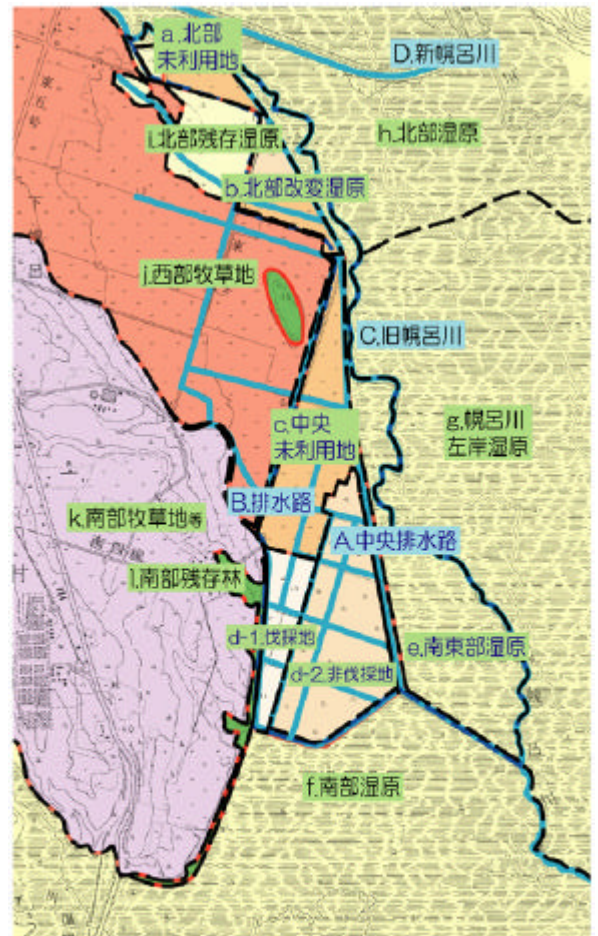 a.北部
未利用地
D.新幌呂川
i.北部残存湿原
h.北部湿原
b.北部改変湿原
j.西部牧草地
C.旧幌呂川
c.中央
未利用地
g.幌呂川
左岸湿原
B.排水路
k.南部牧草地等
A.中央排水路
l.南部残存林
d-1.伐採地
e.南東部湿原
d-2.非伐採地
f.南部湿原